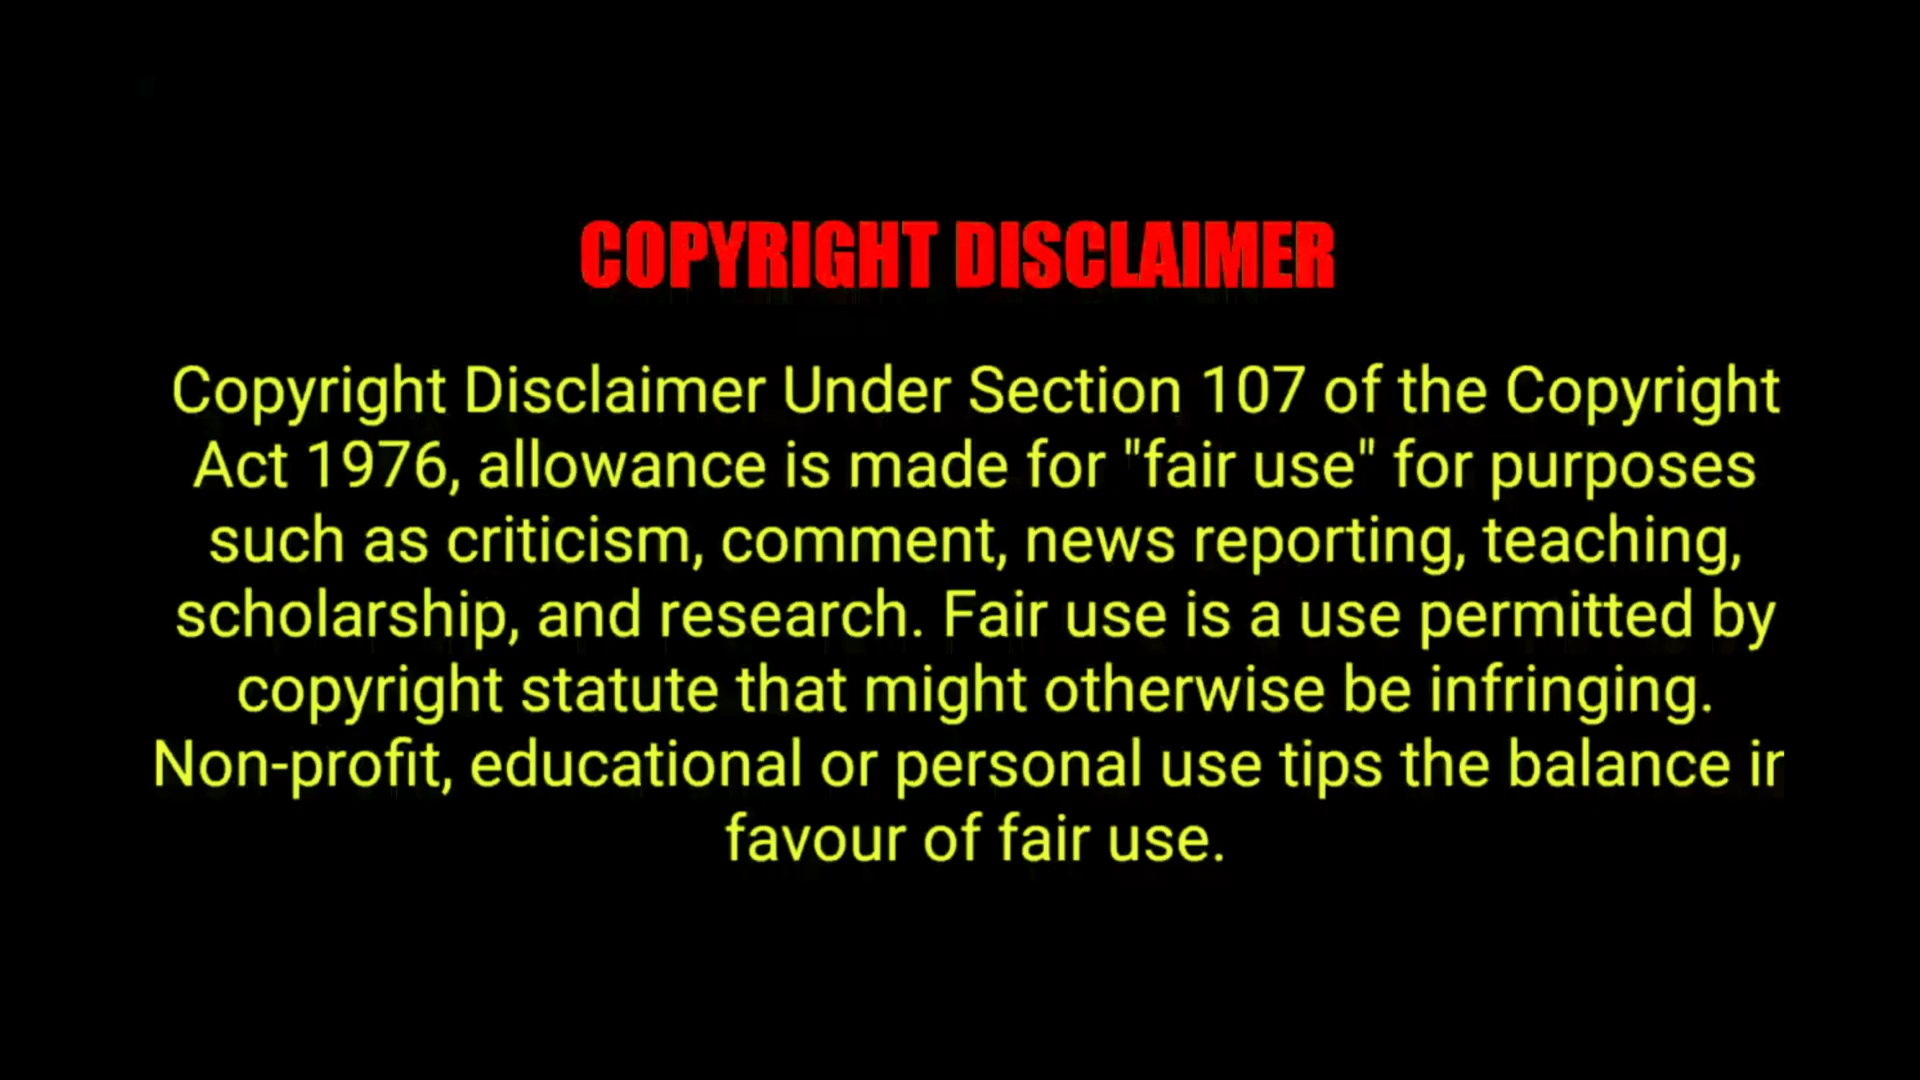 COPYRIGHT DISCLAIMER
Copyright Disclaimer Under Section 107 of the Copyright
Act 1976, allowance is made for "fair use" for purposes
such as criticism, comment, news reporting, teaching,
scholarship, and research. Fair use is a use permitted by
copyright statute that might otherwise be infringing.
Non-profit, educational or personal use tips the balance in
favour of fair use.